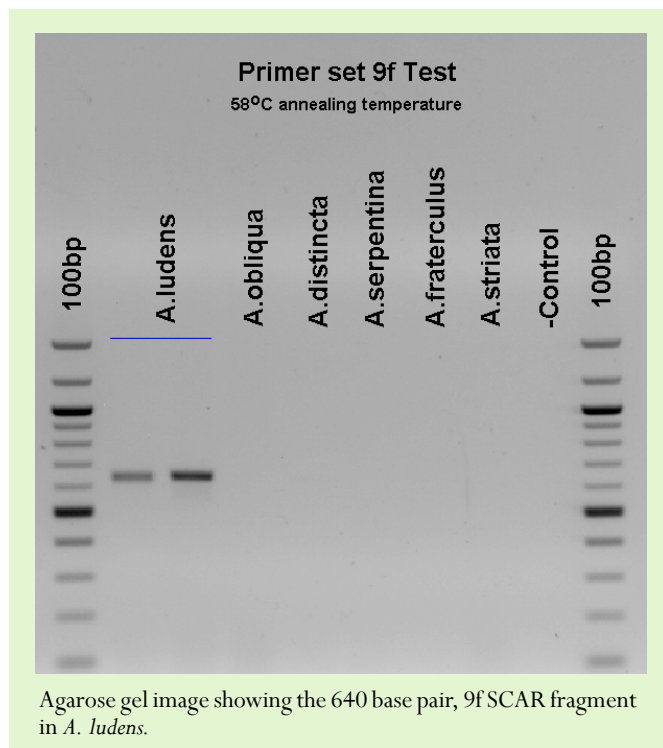 Primer set 9f Test
58°C annealing temperature
100bp
A.ludens
A.obliqua
A.distincta
A.serpentina
A.fraterculus
A.striata
-Control
100bp
Agarose gel image showing the 640 base pair, 9f SCAR fragment
in A. ludens.